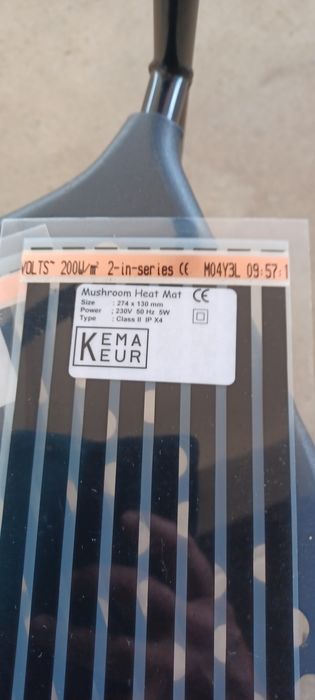 VOLTS~ 200W/m² 2-in-series CE M04Y3L 09:57:1
Mushroom Heat Mat CE
Size : 274 x 130 mm
Power : 230V 50 Hz 5W
Type : Class II IP X4
KEMA
KEUR